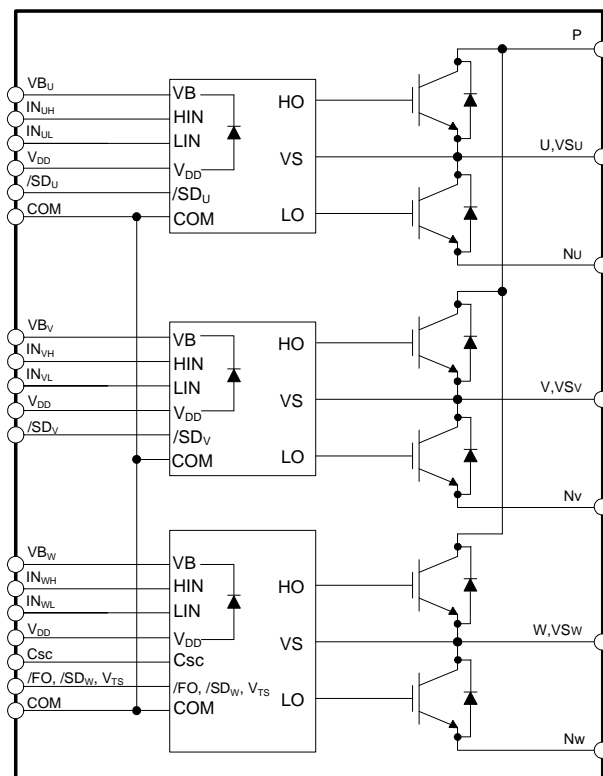 P
VBU
INUH
INUL
VDD
/SDU
COM
VB
HIN
LIN
VDD
/SDU
COM
HO
VS
LO
U,VSU
NU
VBV
INVH
INVL
VDD
/SDV
VB
HIN
LIN
VDD
/SDV
COM
HO
VS
LO
V,VSV
NV
VBW
INWH
INWL
VDD
Csc
/FO, /SDW, VTS
COM
VB
HIN
LIN
VDD
Csc
/FO, /SDW, VTS
COM
HO
VS
LO
W,VSW
NW